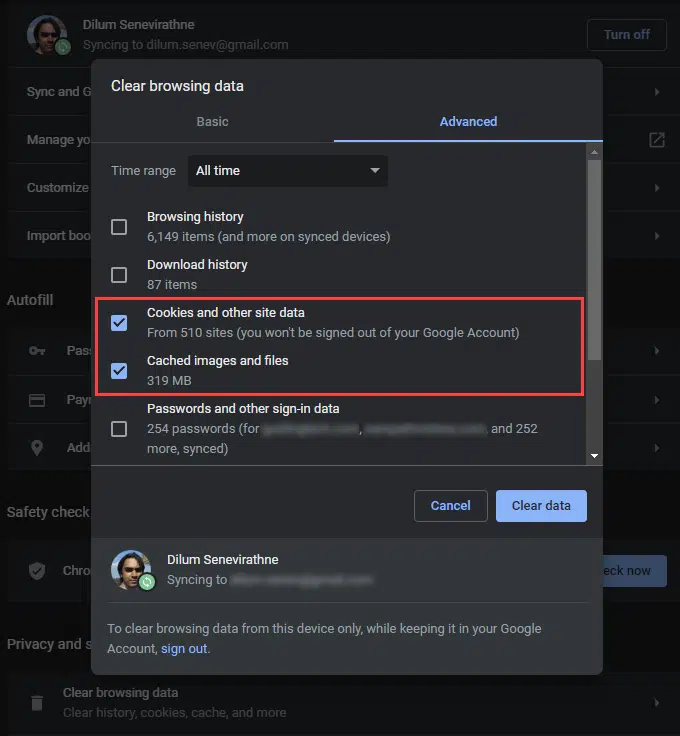 Dilum Senevirathne
Syncing to dilum.senev@gmail.com
Turn off
Sync and G
Manage yo
Customize
Import boo
Autofill
Pass
Payr
Add
Safety check
Chro
eck now
Privacy and s
Clear browsing data
Clear history, cookies, cache, and more
Clear browsing data
Basic
Advanced
Time range
All time
Browsing history
6,149 items (and more on synced devices)
Download history
87 items
Cookies and other site data
From 510 sites (you won't be signed out of your Google Account)
Cached images and files
319 MB
Passwords and other sign-in data
254 passwords (for , , and 252
more, synced)
Cancel
Clear data
Dilum Senevirathne
Syncing to
To clear browsing data from this device only, while keeping it in your Google
Account, sign out.